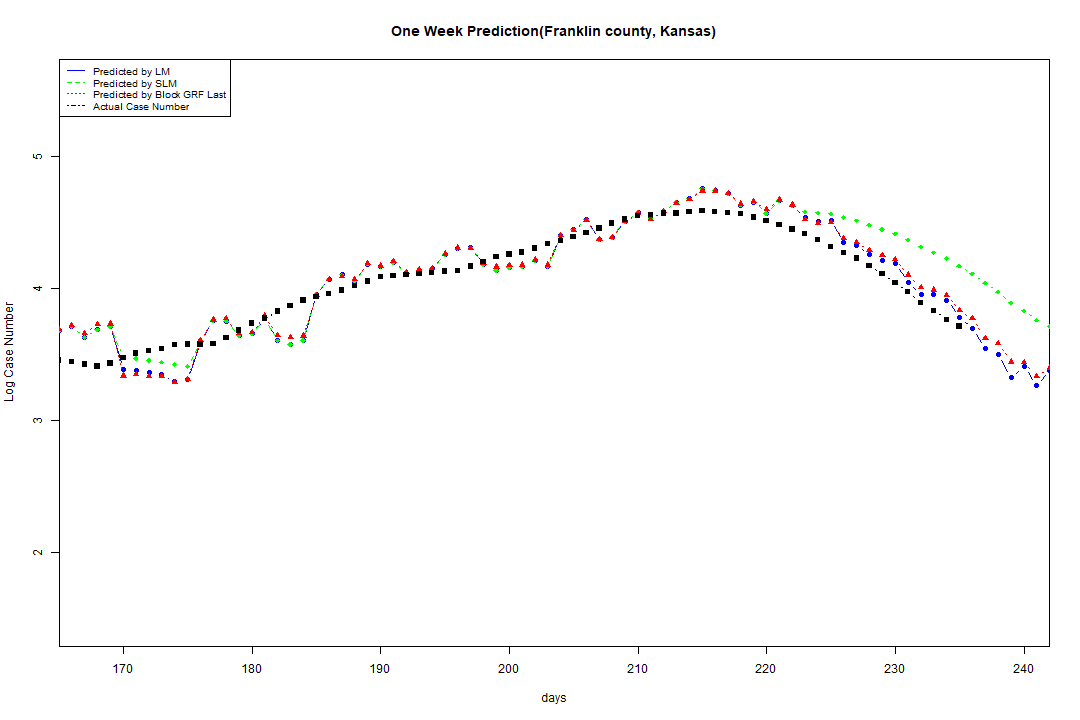 One Week Prediction(Franklin county, Kansas)
Predicted by LM
Predicted by SLM
Predicted by Block GRF Last
Actual Case Number
Log Case Number
5
4
3
2
170 180 190 200 210 220 230 240
days